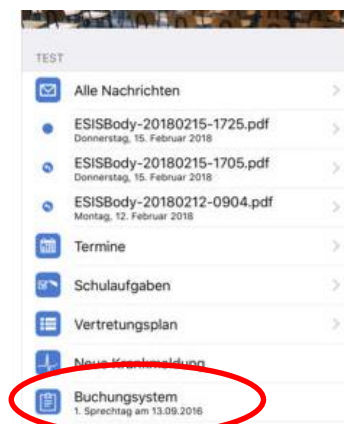 TEST
Alle Nachrichten
ESISBody-20180215-1725.pdf
Donnerstag, 15. Februar 2018
ESISBody-20180215-1705.pdf
Donnerstag, 15. Februar 2018
ESISBody-20180212-0904.pdf
Montag, 12. Februar 2018
Termine
Schulaufgaben
Vertretungsplan
Neue Krankmeldung
Buchungsystem
1. Sprechtag am 13.09.2016